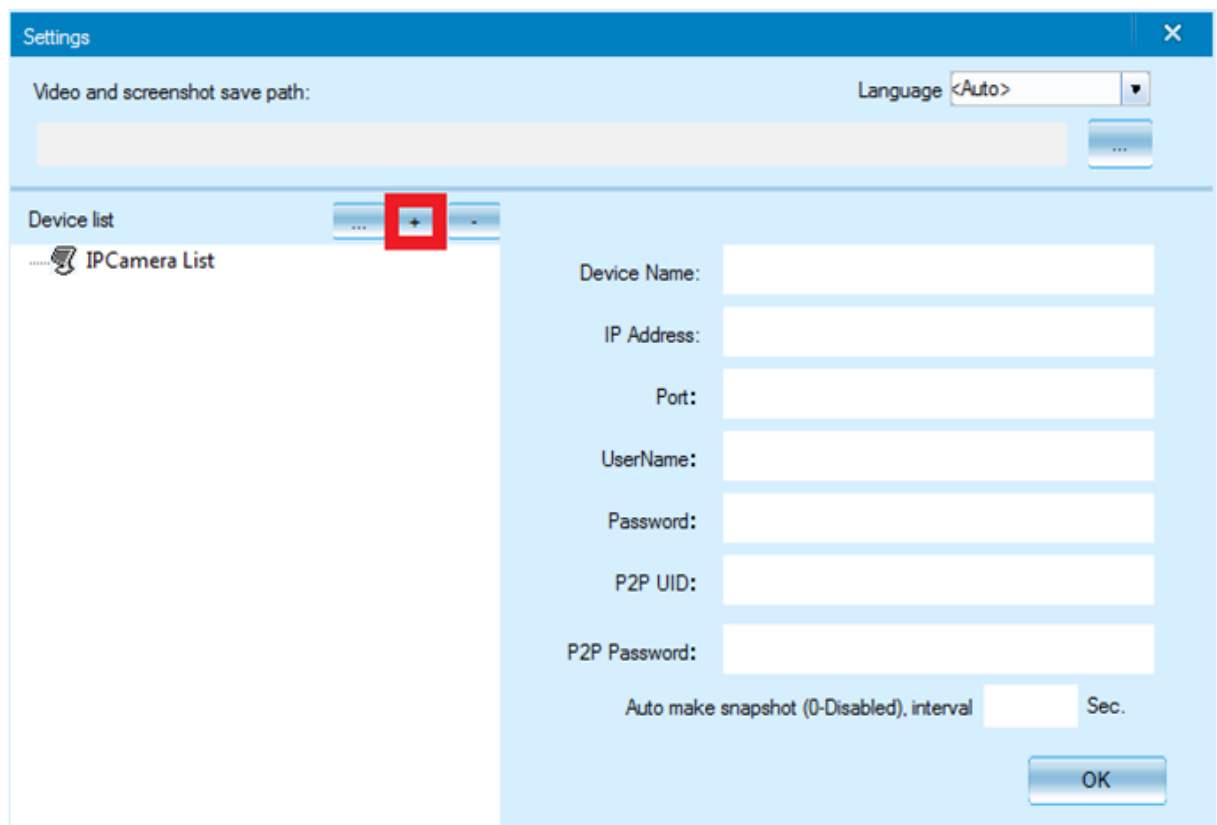 Settings
Video and screenshot save path:
Language <Auto>
...
Device list ... + -
IPCamera List
Device Name:
IP Address:
Port:
UserName:
Password:
P2P UID:
P2P Password:
Auto make snapshot (0-Disabled), interval Sec.
OK